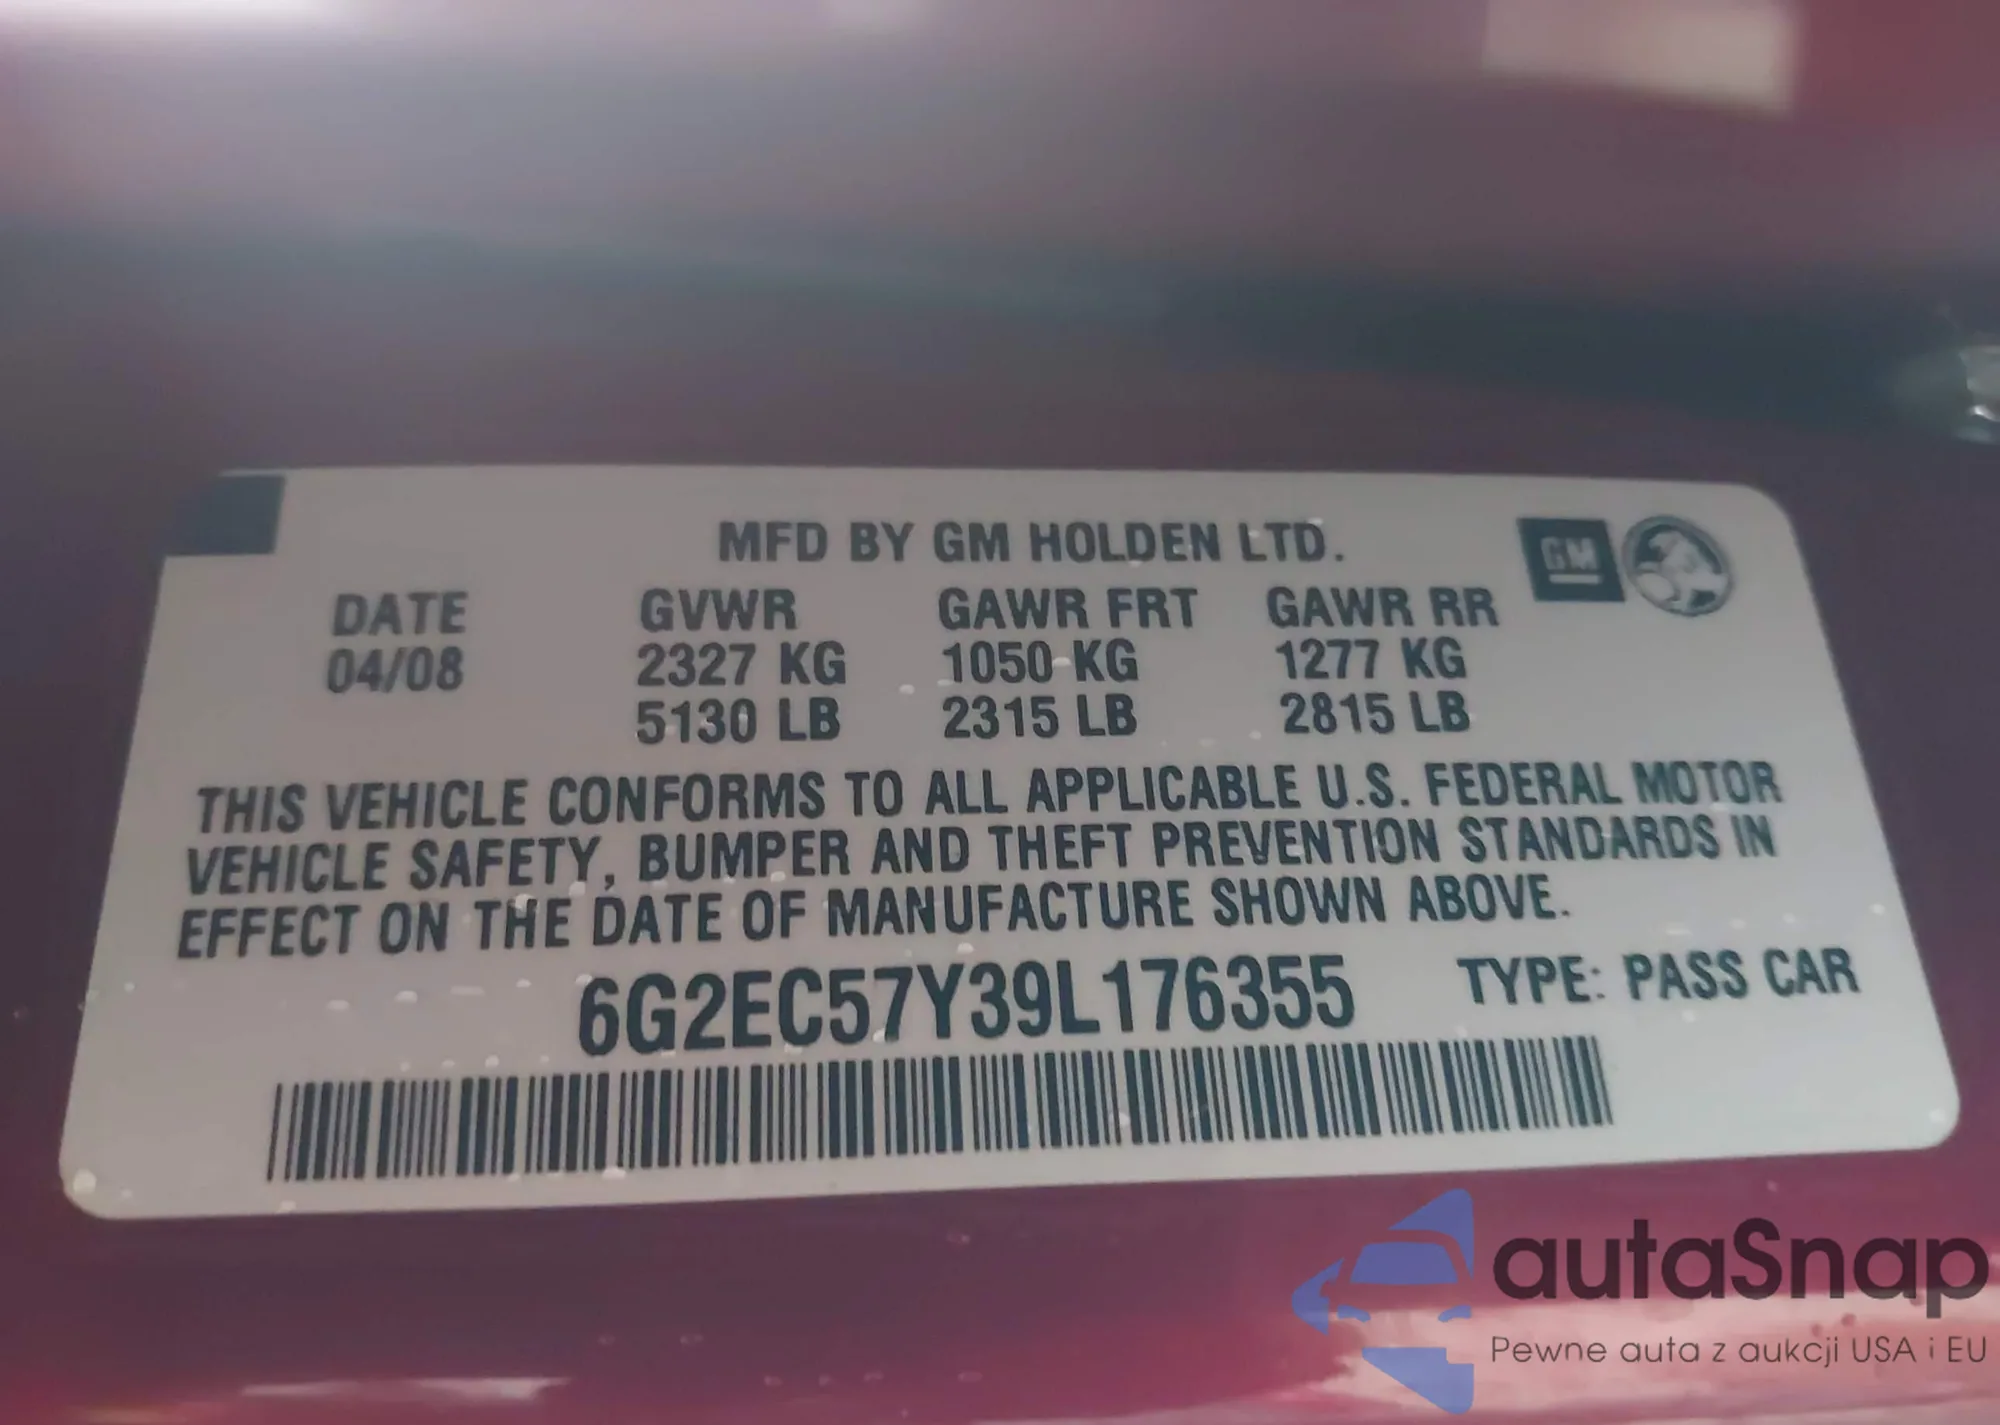 MFD BY GM HOLDEN LTD.
GM
DATE GVWR GAWR FRT GAWR RR
04/08 2327 KG 1050 KG 1277 KG
5130 LB 2315 LB 2815 LB
THIS VEHICLE CONFORMS TO ALL APPLICABLE U.S. FEDERAL MOTOR
VEHICLE SAFETY, BUMPER AND THEFT PREVENTION STANDARDS IN
EFFECT ON THE DATE OF MANUFACTURE SHOWN ABOVE.
6G2EC57Y39L176355 TYPE: PASS CAR
autaSnap
Pewne auta z aukcji USA i EU